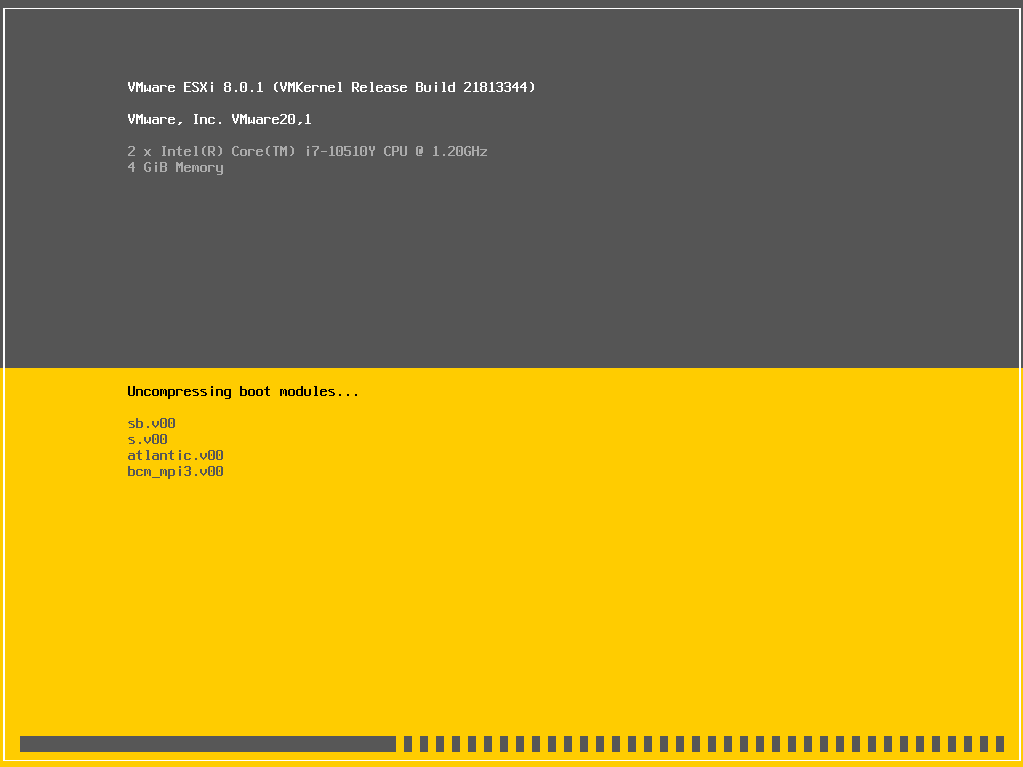 VMware ESXi 8.0.1 (VMKernel Release Build 21813344)
VMware, Inc. VMware20,1
2 x Intel(R) Core(TM) i7-10510Y CPU @ 1.20GHz
4 GiB Memory
Uncompressing boot modules...
sb.v00
s.v00
atlantic.v00
bcm_mpi3.v00